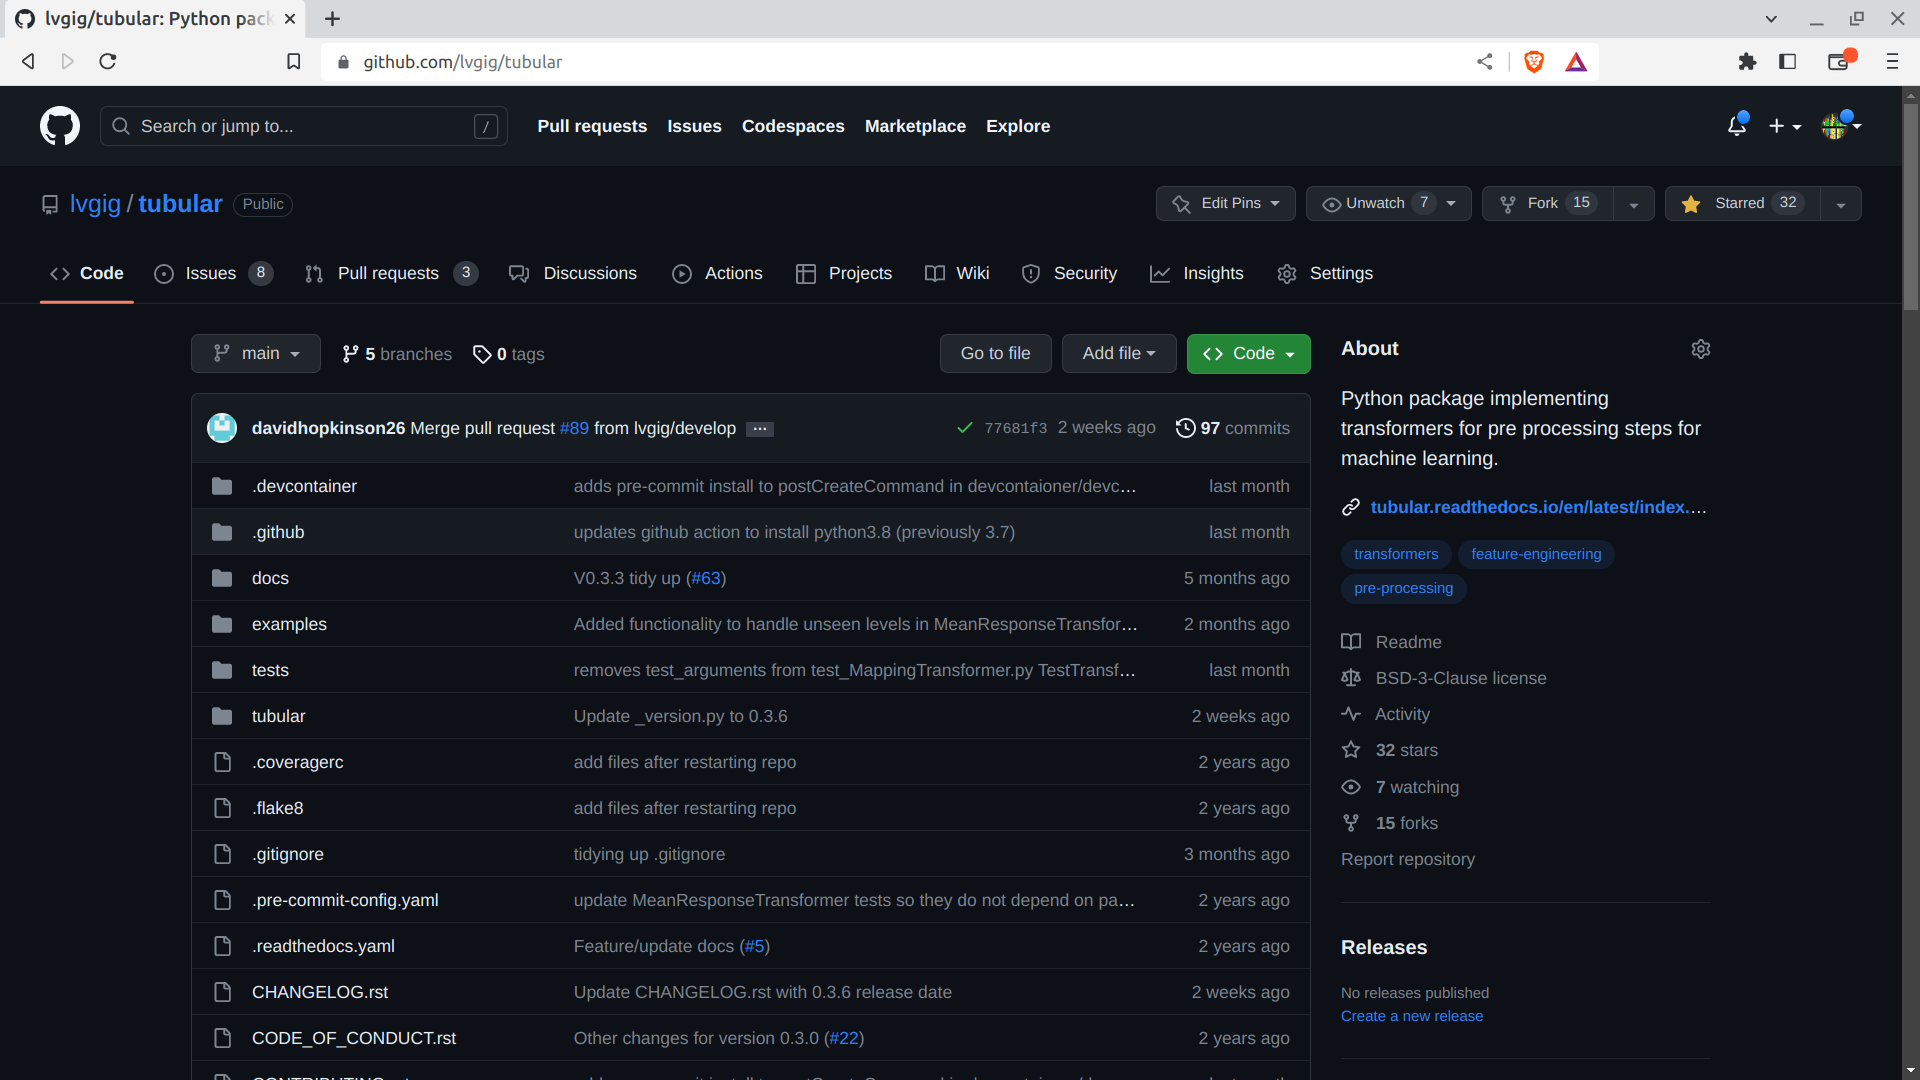 lvgig/tubular: Python pack
github.com/lvgig/tubular
Search or jump to... /
Pull requests Issues Codespaces Marketplace Explore
lvgig / tubular Public
Edit Pins Unwatch 7 Fork 15 Starred 32
Code Issues 8 Pull requests 3 Discussions Actions Projects Wiki Security Insights Settings
main 5 branches 0 tags Go to file Add file Code
davidhopkinson26 Merge pull request #89 from lvgig/develop ... 77681f3 2 weeks ago 97 commits
.devcontainer adds pre-commit install to postCreateCommand in devcontaioner/devc… last month
.github updates github action to install python3.8 (previously 3.7) last month
docs V0.3.3 tidy up (#63) 5 months ago
examples Added functionality to handle unseen levels in MeanResponseTransfor… 2 months ago
tests removes test_arguments from test_MappingTransformer.py TestTransf… last month
tubular Update _version.py to 0.3.6 2 weeks ago
.coveragerc add files after restarting repo 2 years ago
.flake8 add files after restarting repo 2 years ago
.gitignore tidying up .gitignore 3 months ago
.pre-commit-config.yaml update MeanResponseTransformer tests so they do not depend on pa… 2 years ago
.readthedocs.yaml Feature/update docs (#5) 2 years ago
CHANGELOG.rst Update CHANGELOG.rst with 0.3.6 release date 2 weeks ago
CODE_OF_CONDUCT.rst Other changes for version 0.3.0 (#22) 2 years ago
About
Python package implementing
transformers for pre processing steps for
machine learning.
tubular.readthedocs.io/en/latest/index.…
transformers feature-engineering
pre-processing
Readme
BSD-3-Clause license
Activity
32 stars
7 watching
15 forks
Report repository
Releases
No releases published
Create a new release